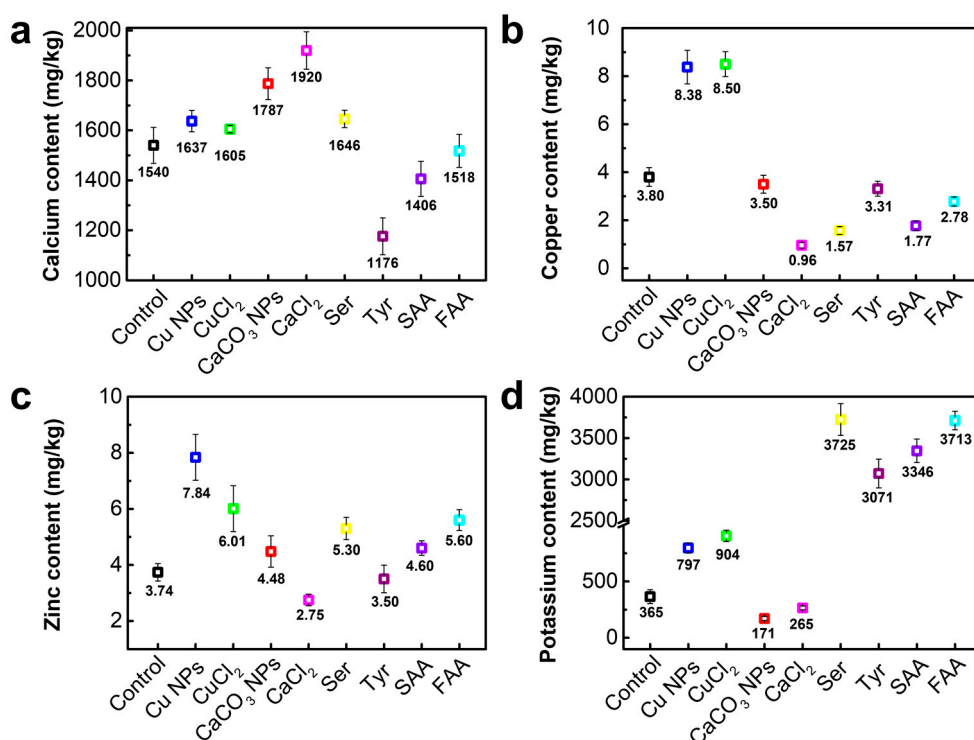 a
Calcium content (mg/kg)
2000
1800
1600
1400
1200
1000
1540
1637
1605
1787
1920
1646
1176
1406
1518
Control
Cu NPs
CuCl₂
CaCO₃ NPs
CaCl₂
Ser
Tyr
SAA
FAA
b
Copper content (mg/kg)
10
8
6
4
2
0
3.80
8.38
8.50
3.50
0.96
1.57
3.31
1.77
2.78
Control
Cu NPs
CuCl₂
CaCO₃ NPs
CaCl₂
Ser
Tyr
SAA
FAA
c
Zinc content (mg/kg)
10
8
6
4
2
3.74
7.84
6.01
4.48
2.75
5.30
3.50
4.60
5.60
Control
Cu NPs
CuCl₂
CaCO₃ NPs
CaCl₂
Ser
Tyr
SAA
FAA
d
Potassium content (mg/kg)
4000
3500
3000
2500
500
0
365
797
904
171
265
3725
3071
3346
3713
Control
Cu NPs
CuCl₂
CaCO₃ NPs
CaCl₂
Ser
Tyr
SAA
FAA